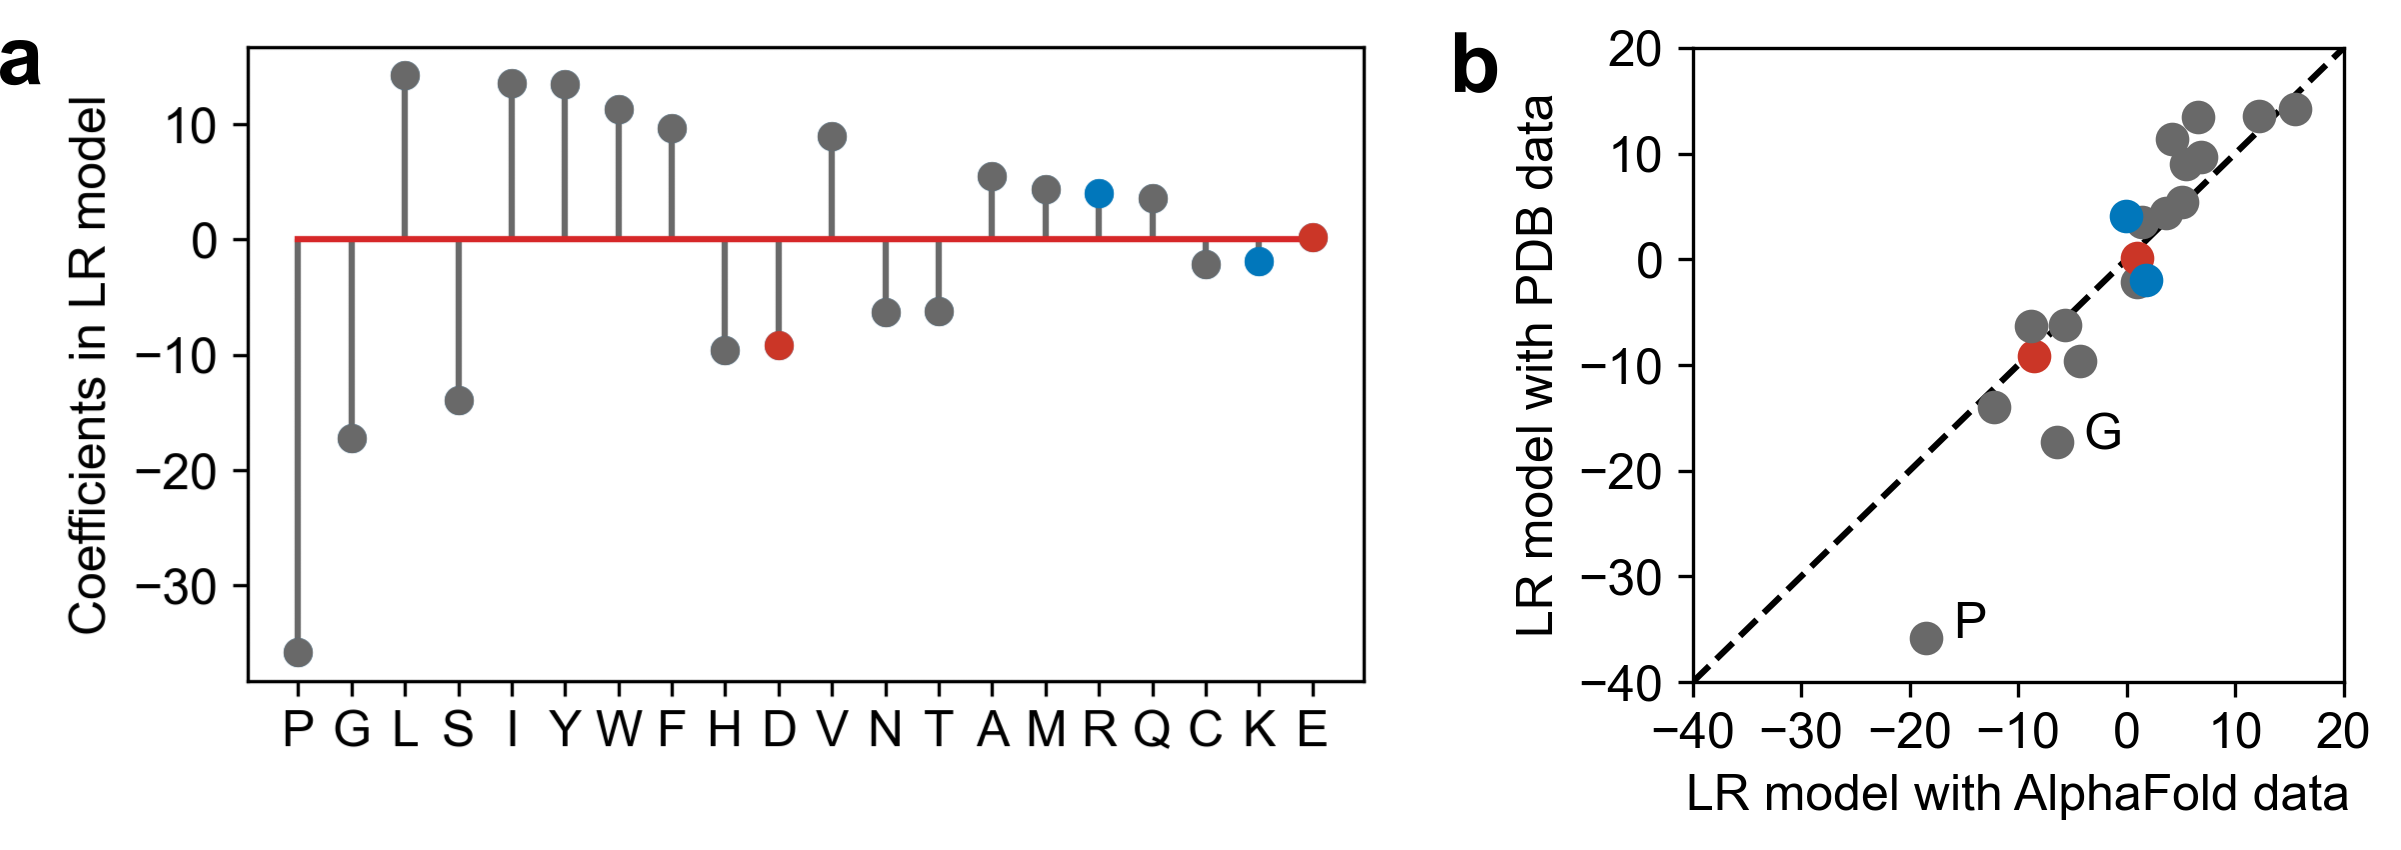 a
Coefficients in LR model
10
0
−10
−20
−30
P G L S I Y W F H D V N T A M R Q C K E
b
LR model with PDB data
20
10
0
−10
−20
−30
−40
G
P
−40 −30 −20 −10 0 10 20
LR model with AlphaFold data